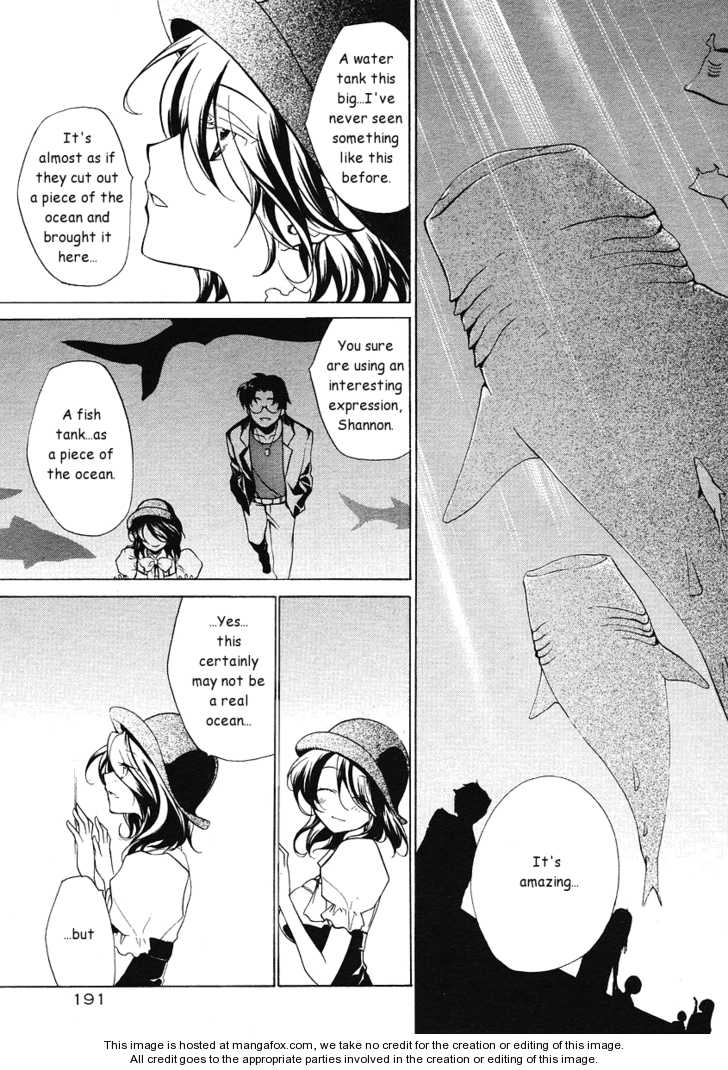 It's
amazing...
A water
tank this
big...I've
never seen
something
like this
before.
It's
almost as if
they cut out
a piece of the
ocean and
brought it
here...
You sure
are using an
interesting
expression,
Shannon.
A fish
tank...as
a piece of
the ocean.
...Yes...
this
certainly
may not be
a real
ocean...
...but
191
This image is hosted at mangafox.com, we take no credit for the creation or editing of this image.
All credit goes to the appropriate parties involved in the creation or editing of this image.